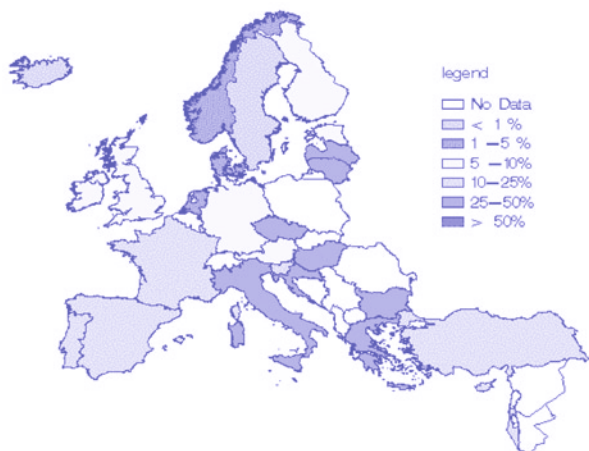 legend
No Data
< 1 %
1 –5 %
5 –10%
10–25%
25–50%
> 50%